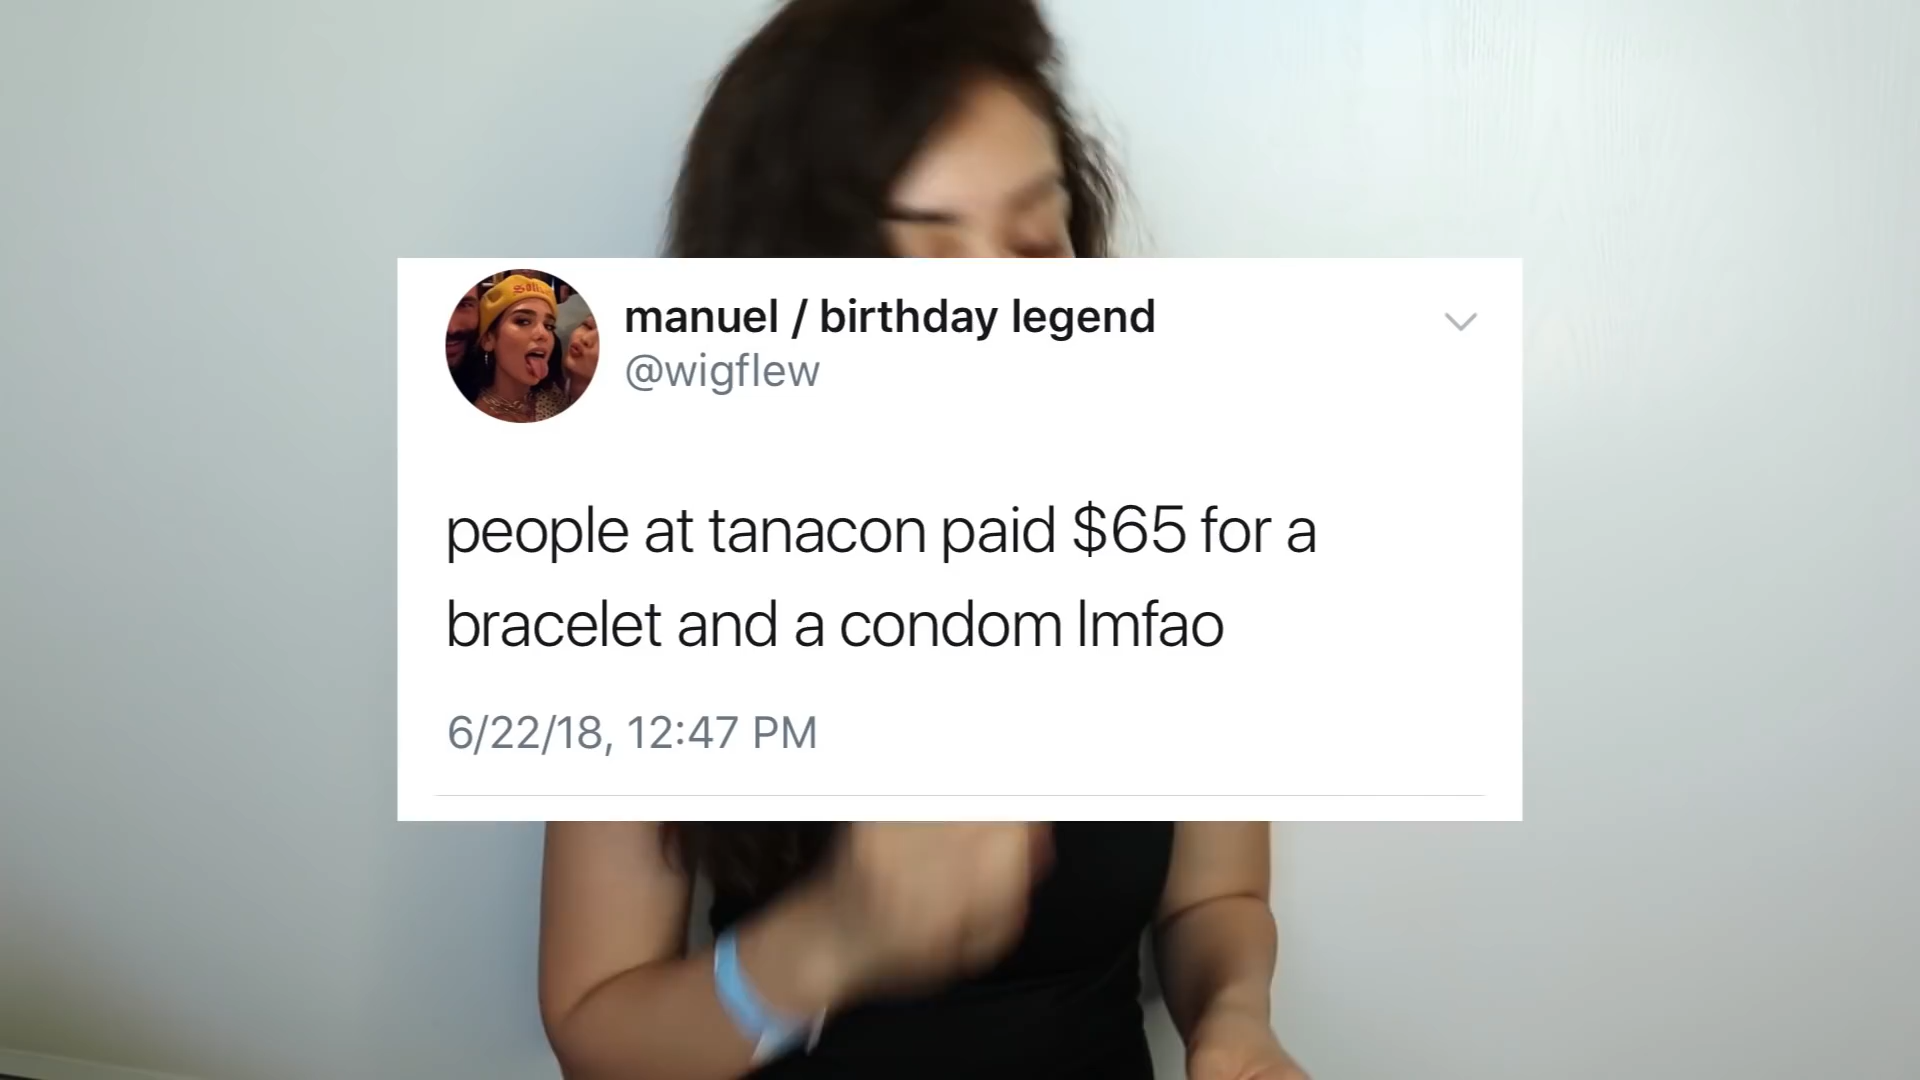 manuel / birthday legend
@wigflew
people at tanacon paid $65 for a
bracelet and a condom lmfao
6/22/18, 12:47 PM